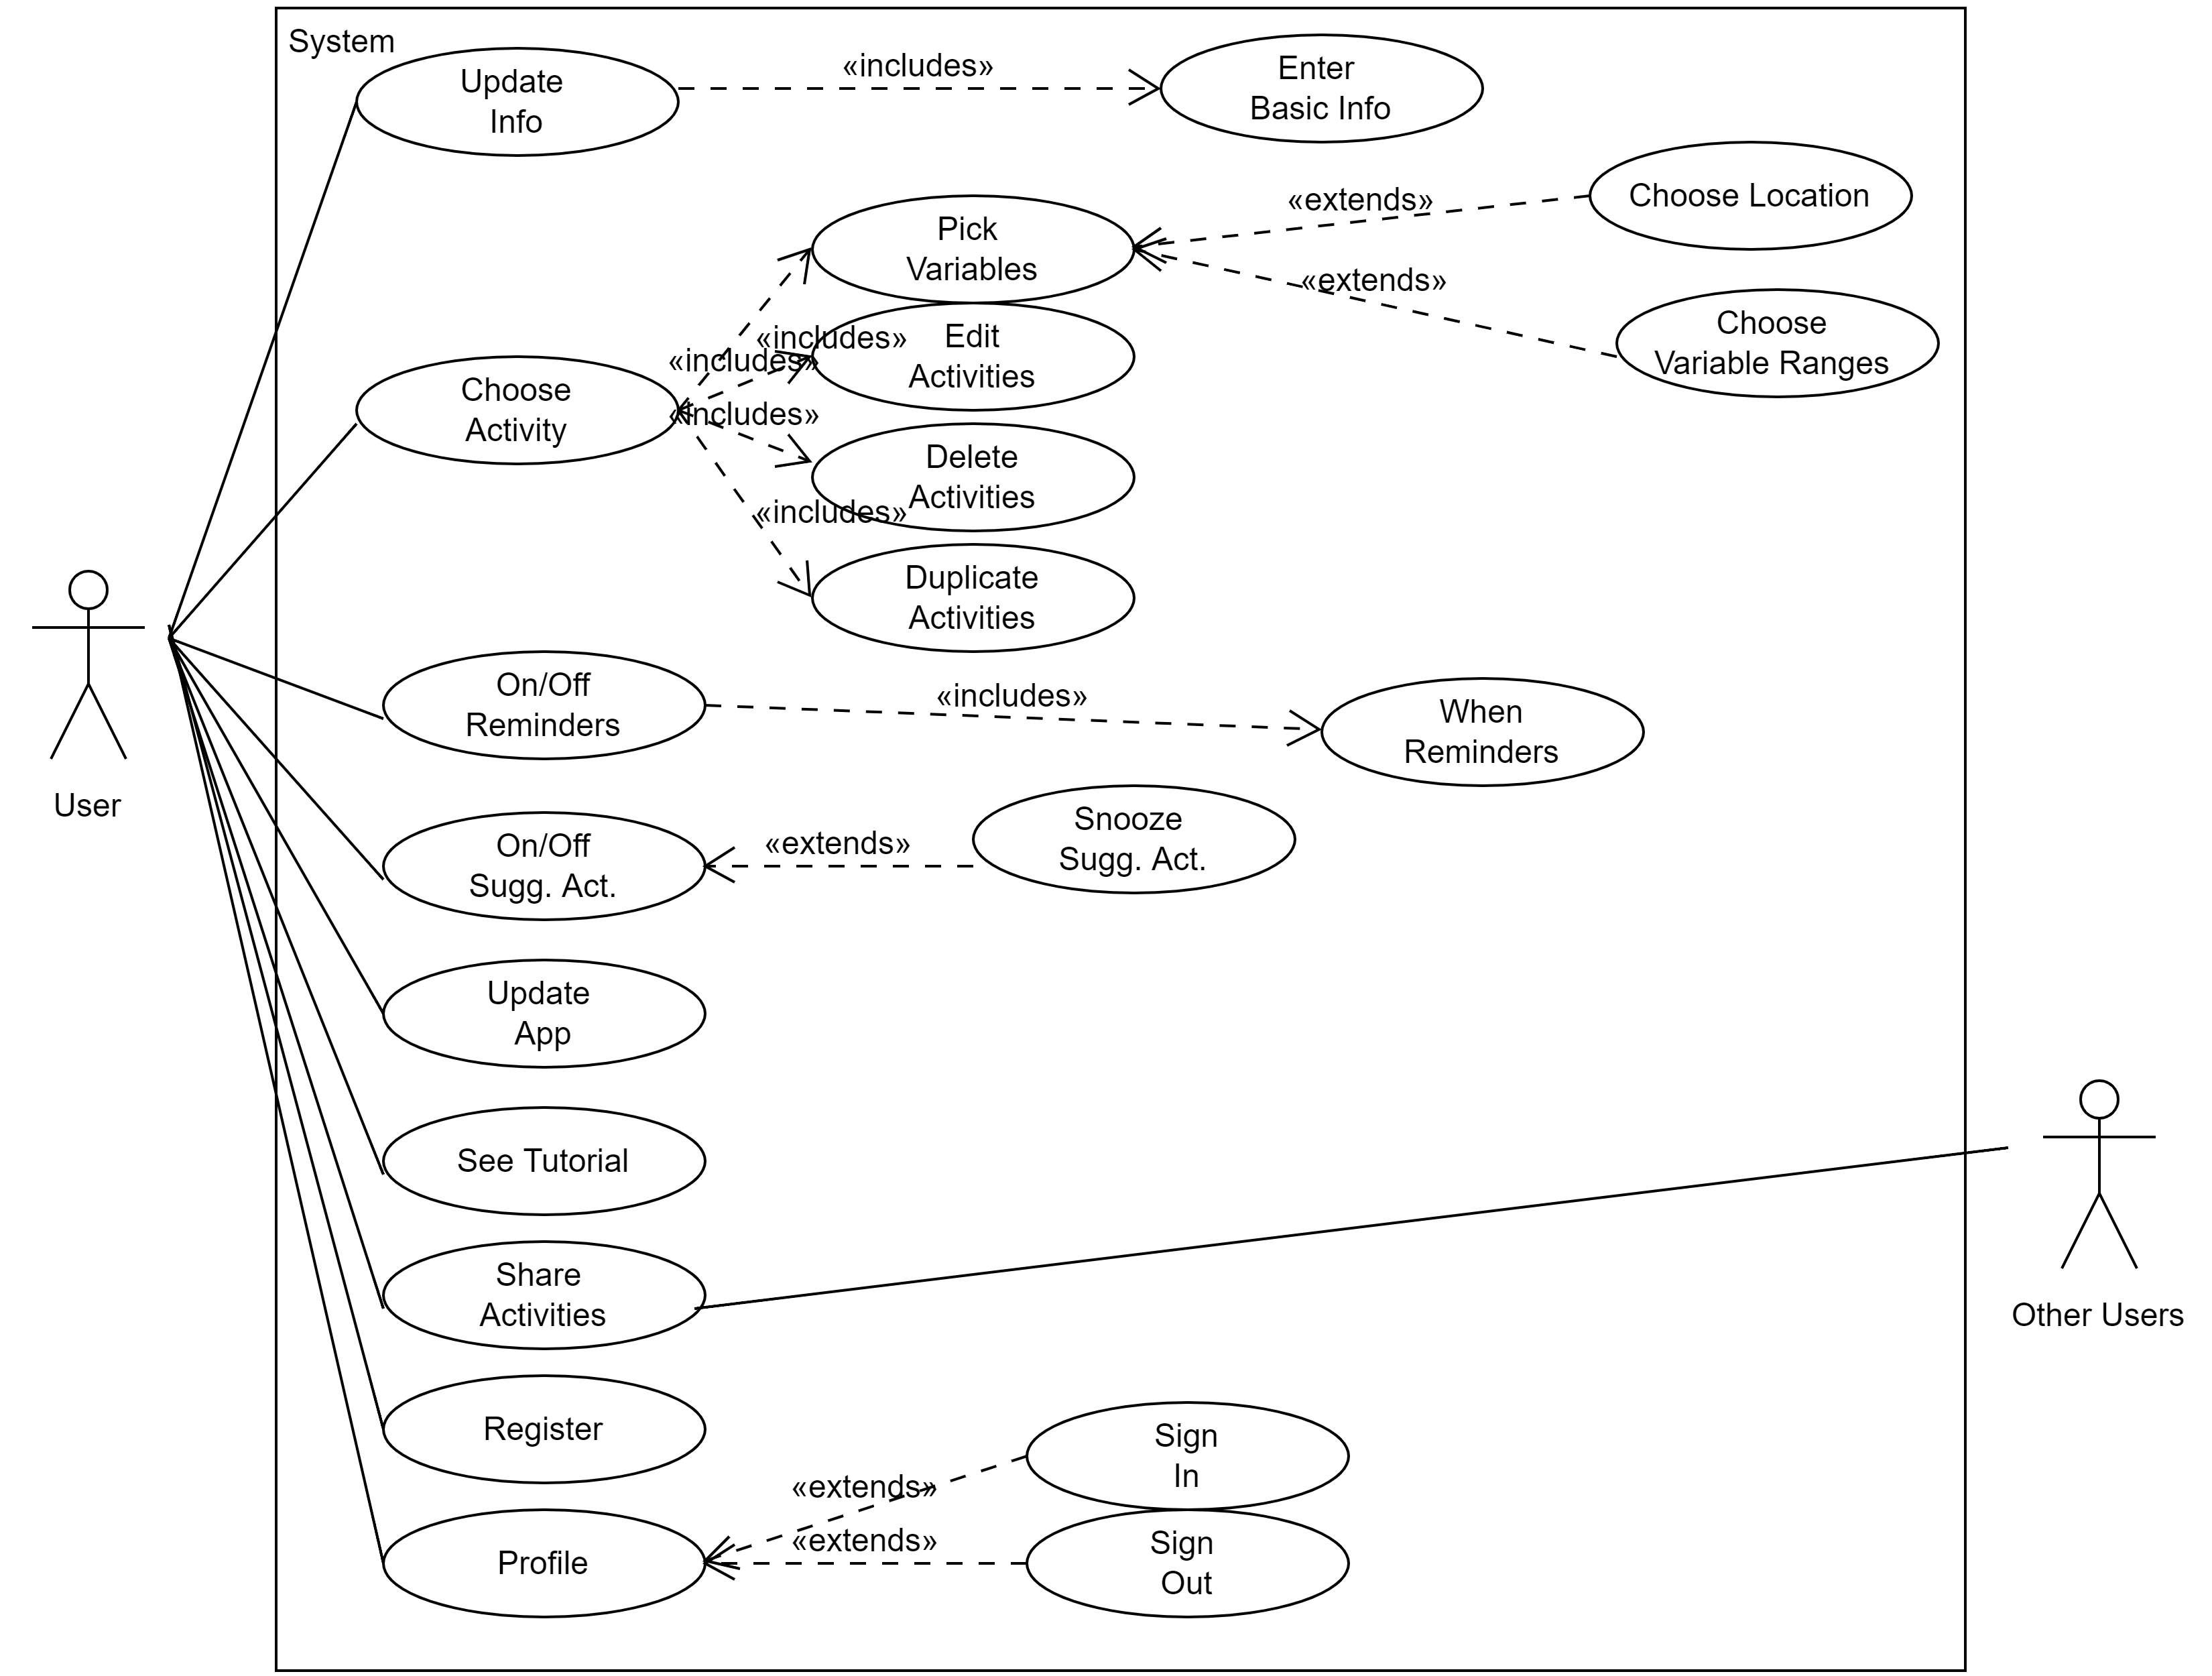 System
Update
Info
«includes»
Enter
Basic Info
Choose Location
«extends»
Pick
Variables
«extends»
Choose
Variable Ranges
«includes»
Edit
Activities
«includes»
Choose
Activity
«includes»
Delete
Activities
«includes»
Duplicate
Activities
User
On/Off
Reminders
«includes»
When
Reminders
On/Off
Sugg. Act.
«extends»
Snooze
Sugg. Act.
Update
App
See Tutorial
Share
Activities
Other Users
Register
Sign
In
«extends»
Profile
«extends»
Sign
Out